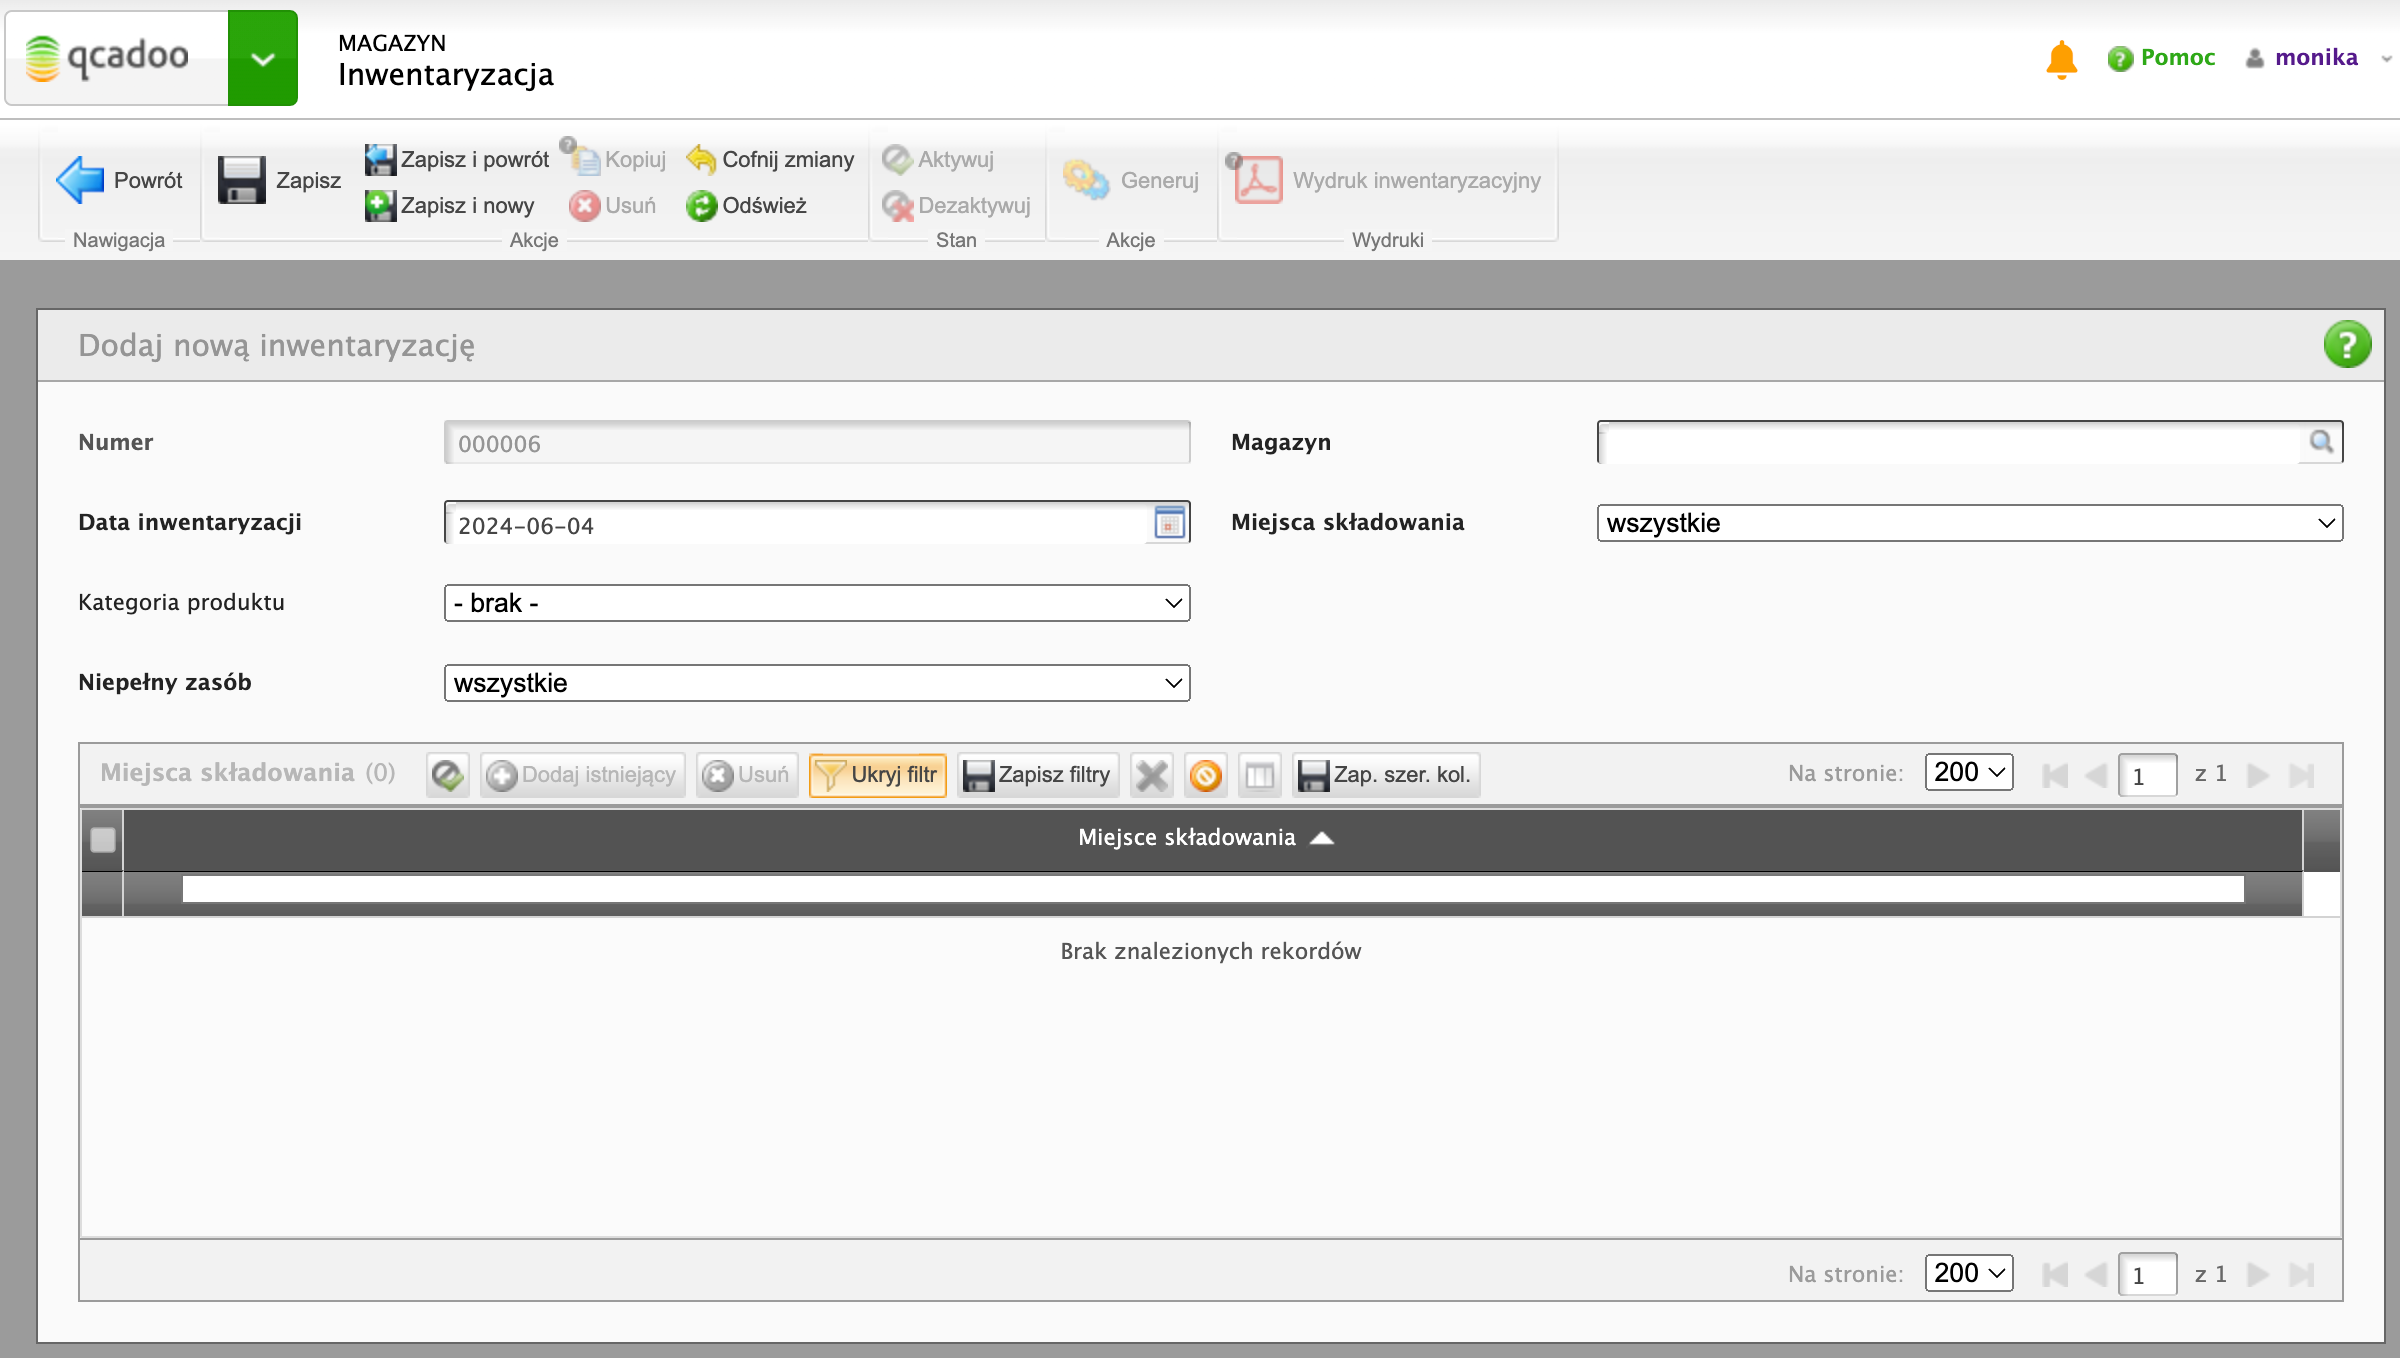 qcadoo
MAGAZYN
Inwentaryzacja
Pomoc
monika
Powrót
Nawigacja
Zapisz
Zapisz i powrót
Kopiuj
Cofnij zmiany
Zapisz i nowy
Usuń
Odśwież
Akcje
Aktywuj
Dezaktywuj
Stan
Generuj
Akcje
Wydruk inwentaryzacyjny
Wydruki
Dodaj nową inwentaryzację
Numer 000006
Magazyn
Data inwentaryzacji 2024-06-04
Miejsca składowania wszystkie
Kategoria produktu - brak -
Niepełny zasób wszystkie
Miejsca składowania (0) Dodaj istniejący Usuń Ukryj filtr Zapisz filtry Zap. szer. kol. Na stronie: 200 1 z 1
Miejsce składowania
Brak znalezionych rekordów
Na stronie: 200 1 z 1